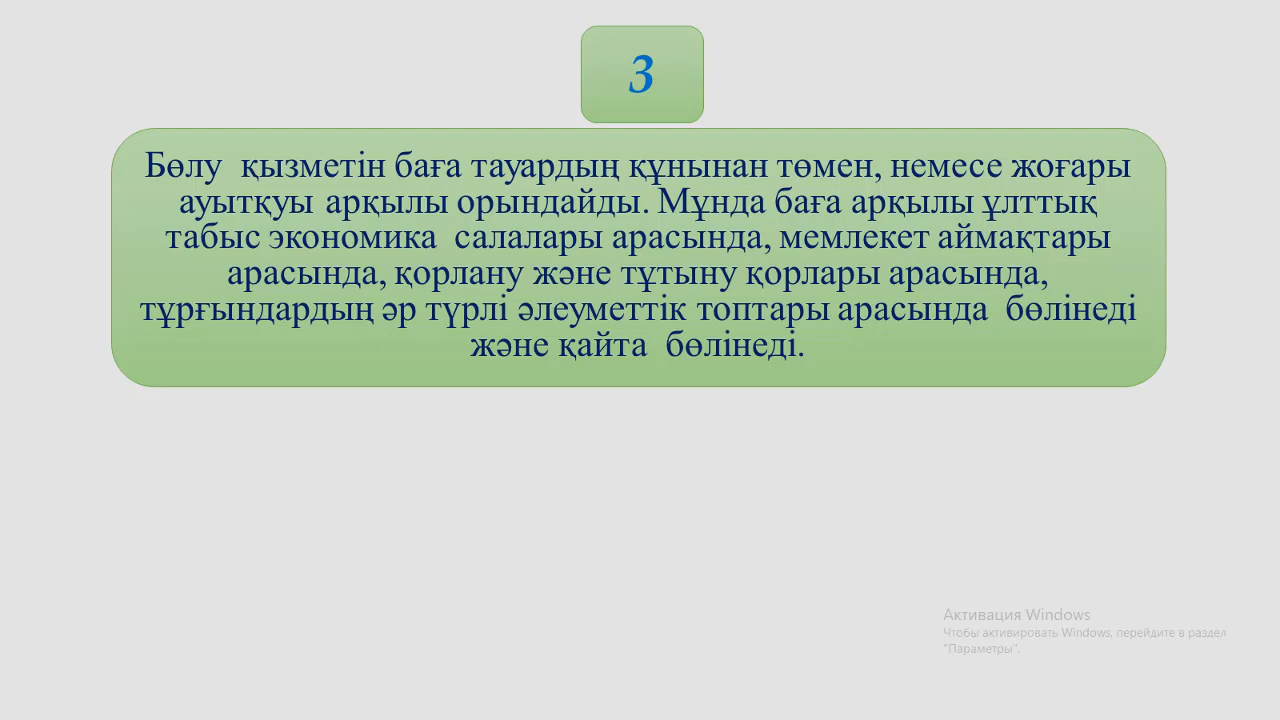 3
Бөлу қызметін баға тауардың құнынан төмен, немесе жоғары
ауытқуы арқылы орындайды. Мұнда баға арқылы ұлттық
табыс экономика салалары арасында, мемлекет аймақтары
арасында, қорлану және тұтыну қорлары арасында,
тұрғындардың әр түрлі әлеуметтік топтары арасында бөлінеді
және қайта бөлінеді.
Активация Windows
Чтобы активировать Windows, перейдите в раздел
"Параметры".